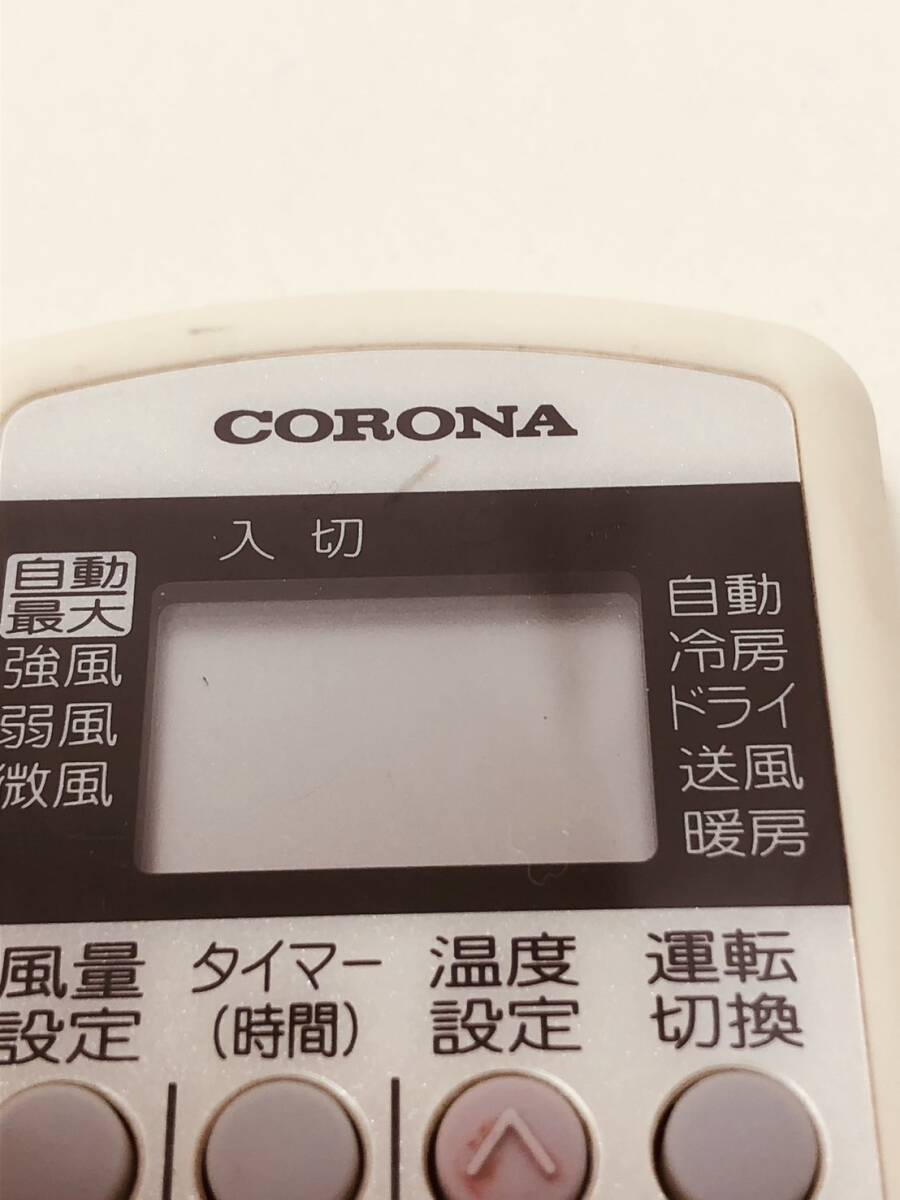 CORONA
入 切
自動
最大
強風
弱風
微風
自動
冷房
ドライ
送風
暖房
風量
設定
タイマー
(時間)
温度
設定
運転
切換